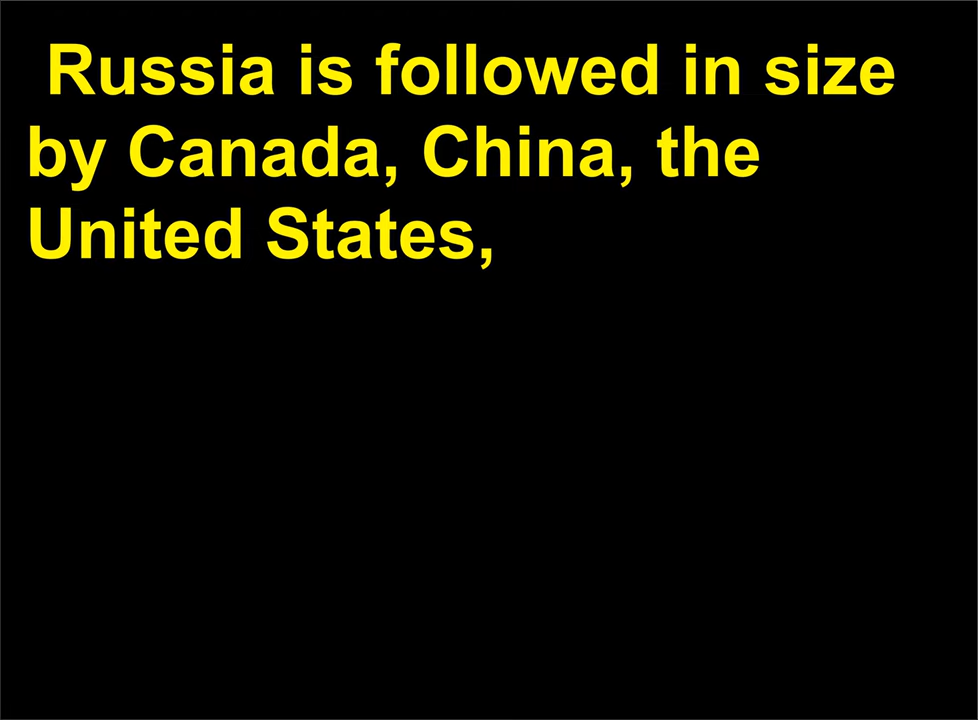 Russia is followed in size
by Canada, China, the
United States,